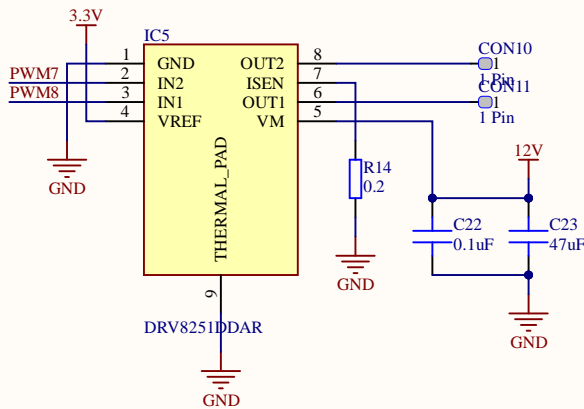 3.3V
IC5
1 GND OUT2 8 CON10
PWM7 2 IN2 ISEN 7 1
1 Pin
PWM8 3 IN1 OUT1 6 CON11
1
4 VREF VM 5 1 Pin
THERMAL_PAD
12V
GND
R14
0.2
C22 C23
0.1uF 47uF
9
GND
DRV8251DDAR
GND
GND